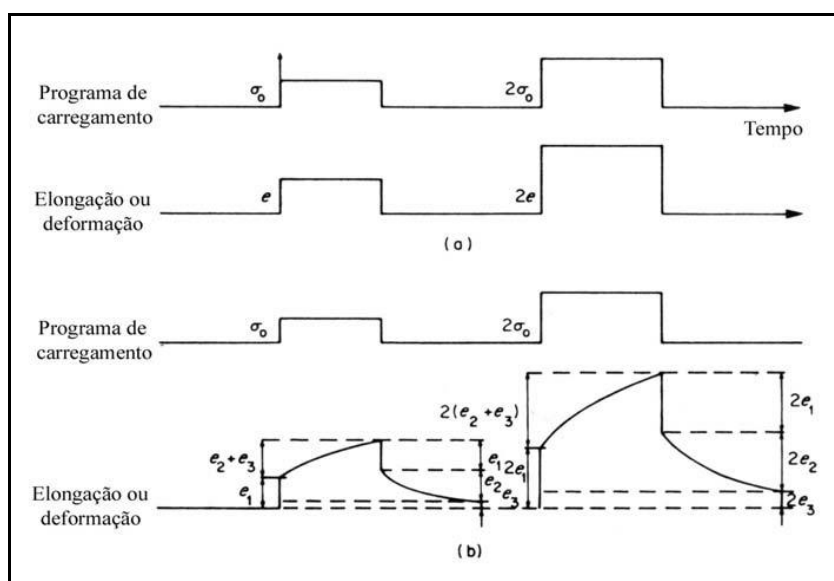 Programa de
carregamento
σₒ
2σₒ
Tempo
Elongação ou
deformação
e
2e
(a)
Programa de
carregamento
σₒ
2σₒ
2(e₂+e₃)
2e₁
e₂+e₃
e₁
2e₁
2e₂
e₁
e₂
e₃
2e₃
Elongação ou
deformação
(b)